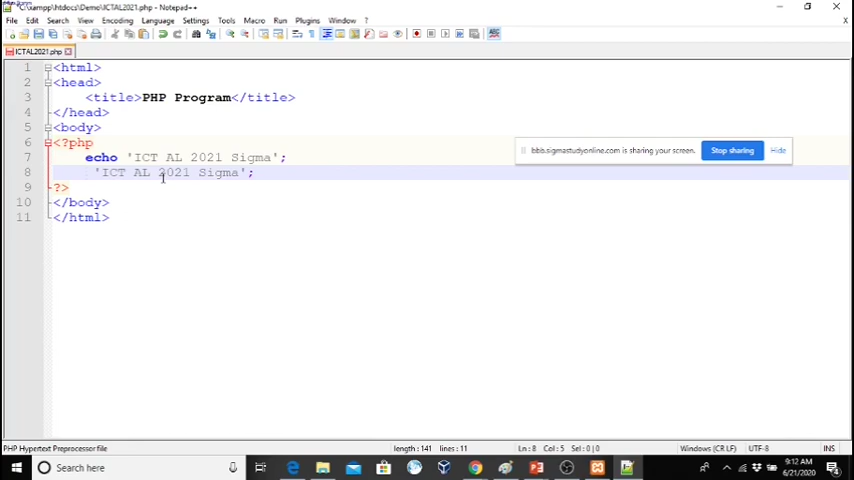 *C:\xampp\htdocs\Demo\ICTAL2021.php - Notepad++
File Edit Search View Encoding Language Settings Tools Macro Run Plugins Window ?
X
ICTAL2021.php
1 <html>
2 <head>
3 <title>PHP Program</title>
4 </head>
5 <body>
6 <?php
7 echo 'ICT AL 2021 Sigma';
8 'ICT AL 2021 Sigma';
9 ?>
10 </body>
11 </html>
bbb.sigmastudyonline.com is sharing your screen. Stop sharing Hide
PHP Hypertext Preprocessor file length : 141 lines : 11 Ln : 8 Col : 5 Sel : 0 | 0 Windows (CR LF) UTF-8 INS
Search here 9:12 AM
6/21/2020